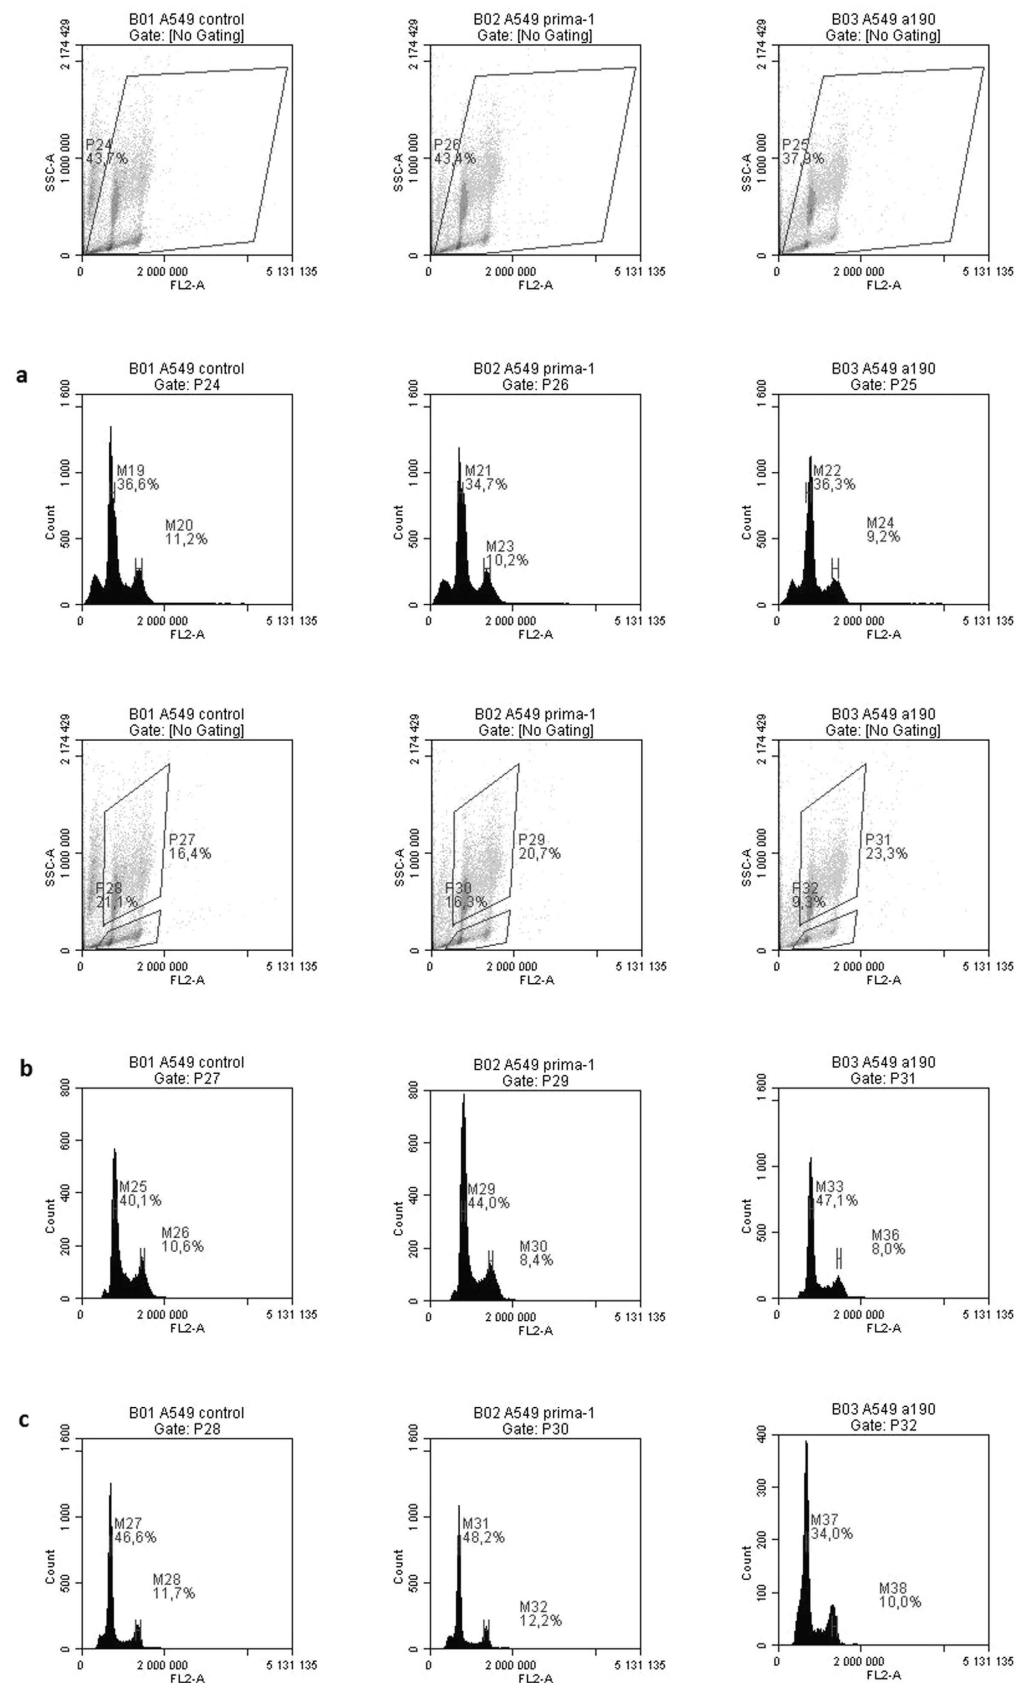 B01 A549 control
Gate: [No Gating]
2 174 429
1 000 000
0
SSC-A
P24
43,7%
0
2 000 000
5 131 135
FL2-A
B02 A549 prima-1
Gate: [No Gating]
2 174 429
1 000 000
0
SSC-A
P26
43,4%
0
2 000 000
5 131 135
FL2-A
B03 A549 a190
Gate: [No Gating]
2 174 429
1 000 000
0
SSC-A
P25
37,9%
0
2 000 000
5 131 135
FL2-A
a
B01 A549 control
Gate: P24
1 600
1 000
500
0
Count
M19
36,6%
M20
11,2%
0
2 000 000
5 131 135
FL2-A
B02 A549 prima-1
Gate: P26
1 600
1 000
500
0
Count
M21
34,7%
M23
10,2%
0
2 000 000
5 131 135
FL2-A
B03 A549 a190
Gate: P25
1 600
1 000
500
0
Count
M22
36,3%
M24
9,2%
0
2 000 000
5 131 135
FL2-A
B01 A549 control
Gate: [No Gating]
2 174 429
1 000 000
0
SSC-A
P27
16,4%
P28
21,1%
0
2 000 000
5 131 135
FL2-A
B02 A549 prima-1
Gate: [No Gating]
2 174 429
1 000 000
0
SSC-A
P29
20,7%
P30
16,3%
0
2 000 000
5 131 135
FL2-A
B03 A549 a190
Gate: [No Gating]
2 174 429
1 000 000
0
SSC-A
P31
23,3%
P32
9,3%
0
2 000 000
5 131 135
FL2-A
b
B01 A549 control
Gate: P27
800
600
400
200
0
Count
M25
40,1%
M26
10,6%
0
2 000 000
5 131 135
FL2-A
B02 A549 prima-1
Gate: P29
800
600
400
200
0
Count
M29
44,0%
M30
8,4%
0
2 000 000
5 131 135
FL2-A
B03 A549 a190
Gate: P31
1 600
1 000
500
0
Count
M33
47,1%
M36
8,0%
0
2 000 000
5 131 135
FL2-A
c
B01 A549 control
Gate: P28
1 600
1 000
500
0
Count
M27
46,6%
M28
11,7%
0
2 000 000
5 131 135
FL2-A
B02 A549 prima-1
Gate: P30
1 600
1 000
500
0
Count
M31
48,2%
M32
12,2%
0
2 000 000
5 131 135
FL2-A
B03 A549 a190
Gate: P32
400
300
200
100
0
Count
M37
34,0%
M38
10,0%
0
2 000 000
5 131 135
FL2-A